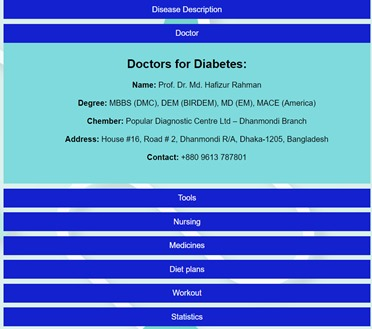 Disease Description
Doctor
Doctors for Diabetes:
Name: Prof. Dr. Md. Hafizur Rahman
Degree: MBBS (DMC), DEM (BIRDEM), MD (EM), MACE (America)
Chember: Popular Diagnostic Centre Ltd – Dhanmondi Branch
Address: House #16, Road # 2, Dhanmondi R/A, Dhaka-1205, Bangladesh
Contact: +880 9613 787801
Tools
Nursing
Medicines
Diet plans
Workout
Statistics